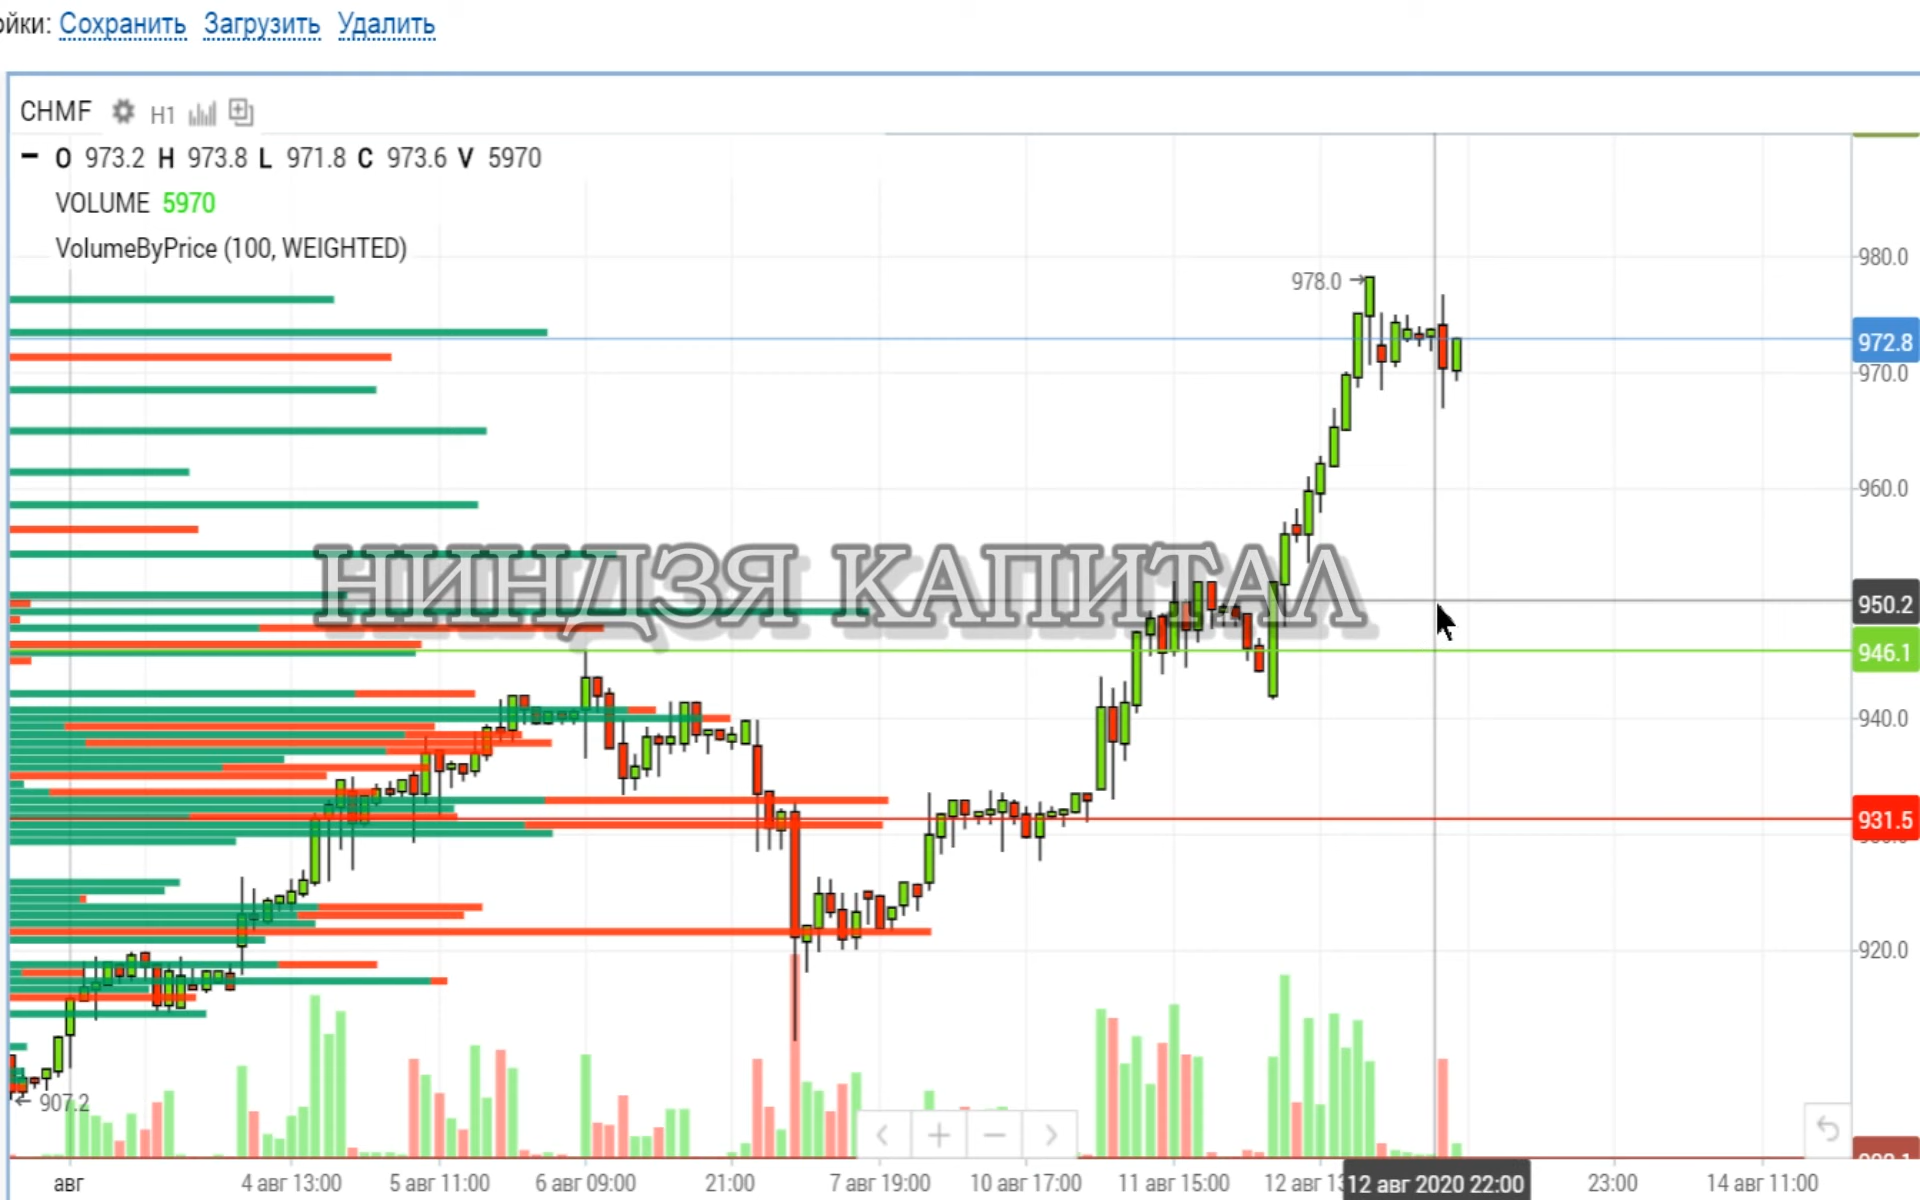 ойки: Сохранить Загрузить Удалить
CHMF H1
O 973.2 H 973.8 L 971.8 C 973.6 V 5970
VOLUME 5970
VolumeByPrice (100, WEIGHTED)
980.0
978.0
972.8
970.0
960.0
НИНДЗЯ КАПИТАЛ
950.2
946.1
940.0
931.5
920.0
907.2
авг 4 авг 13:00 5 авг 11:00 6 авг 09:00 21:00 7 авг 19:00 10 авг 17:00 11 авг 15:00 12 авг 13 12 авг 2020 22:00 23:00 14 авг 11:00